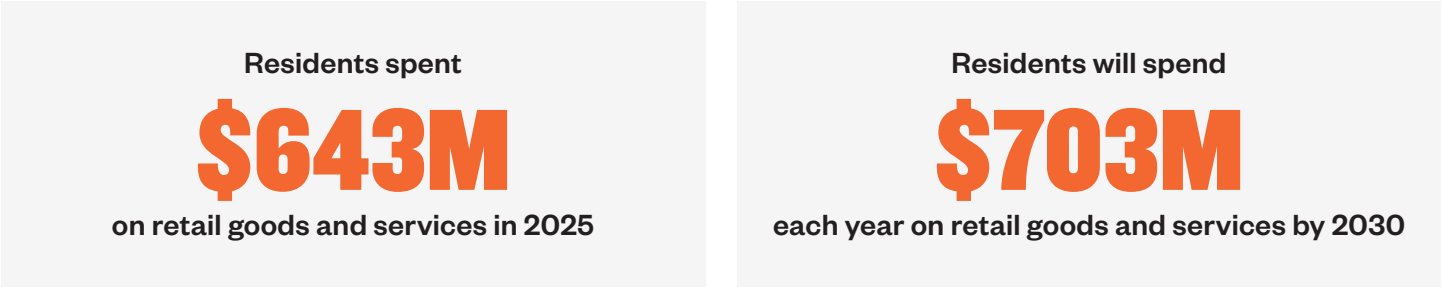 Residents spent
$643M
on retail goods and services in 2025
Residents will spend
$703M
each year on retail goods and services by 2030